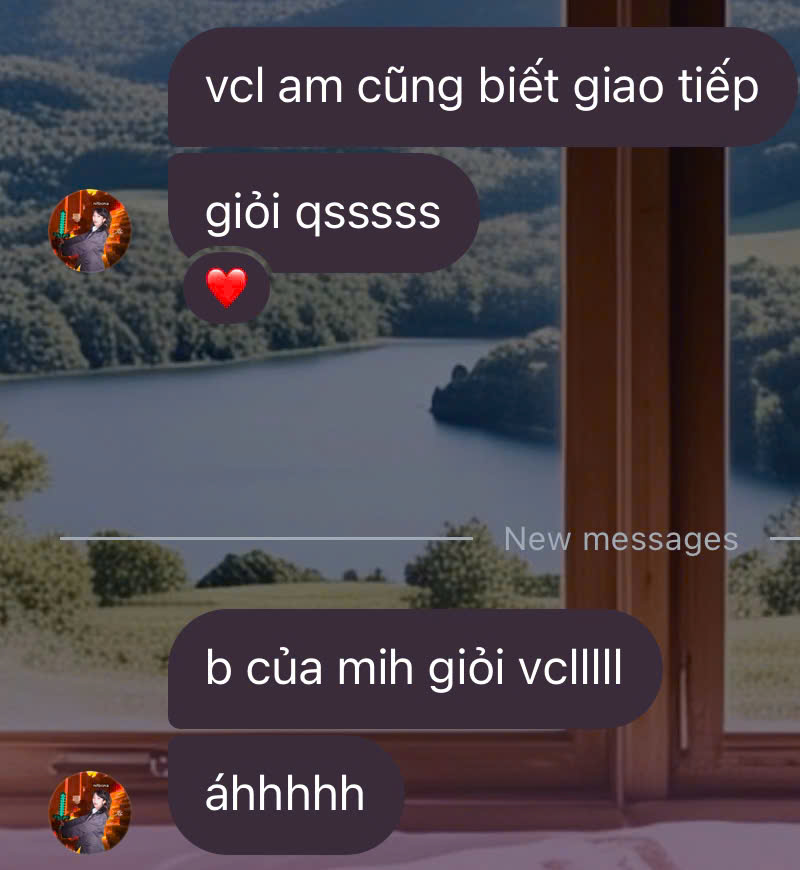 vcl am cũng biết giao tiếp
giỏi qsssss
New messages
b của mih giỏi vclllll
áhhhhh